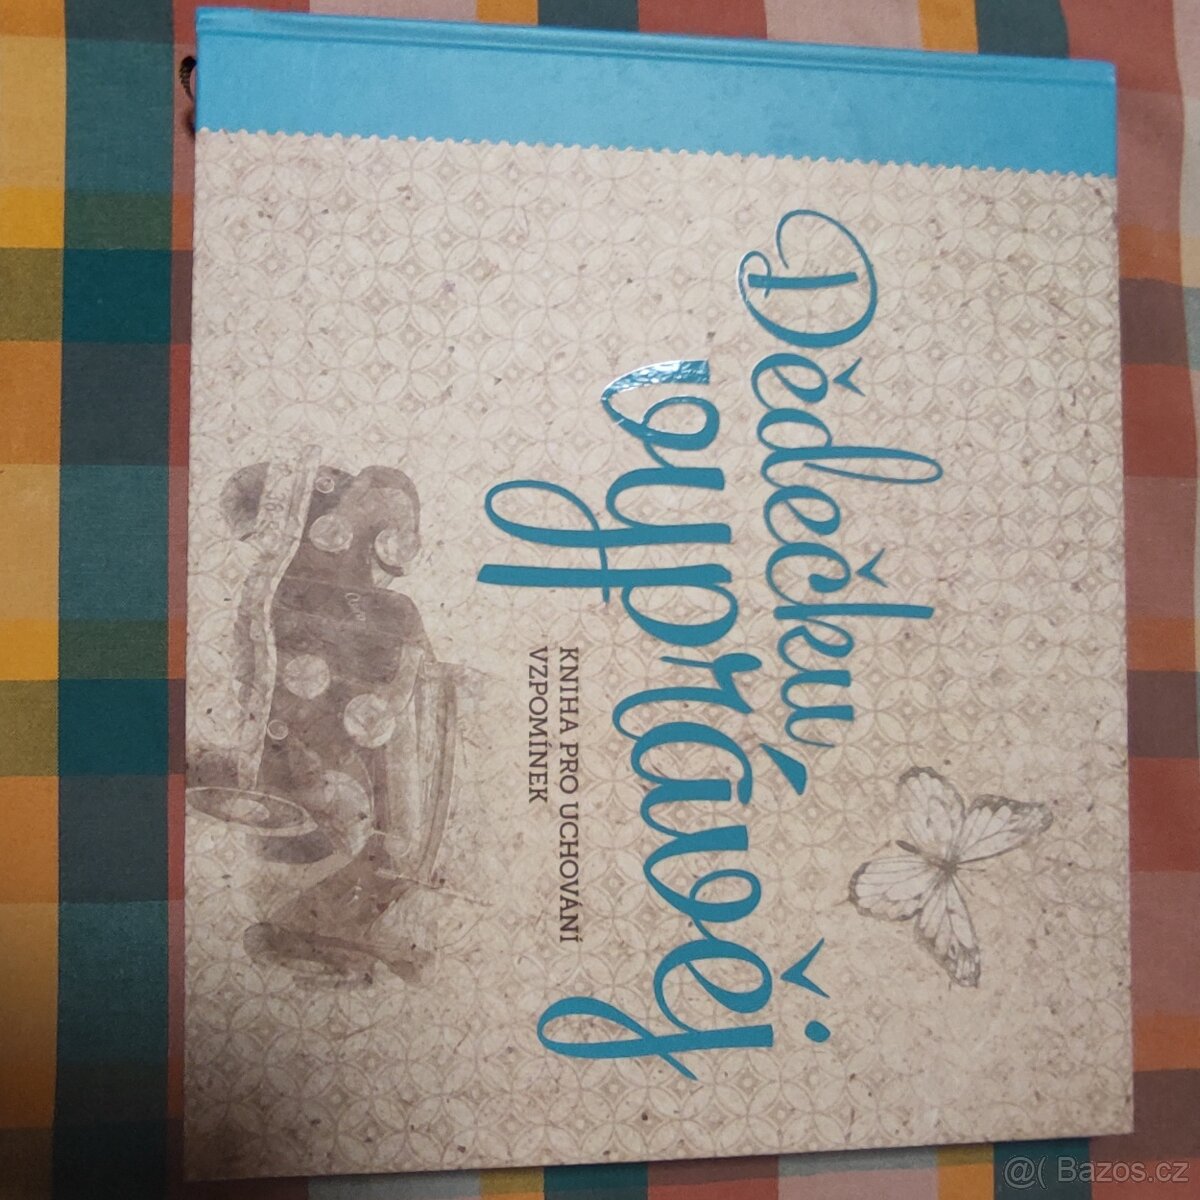 Dědečku,
vyprávěj
KNIHA PRO UCHOVÁNÍ
VZPOMÍNEK
@( Bazos.cz